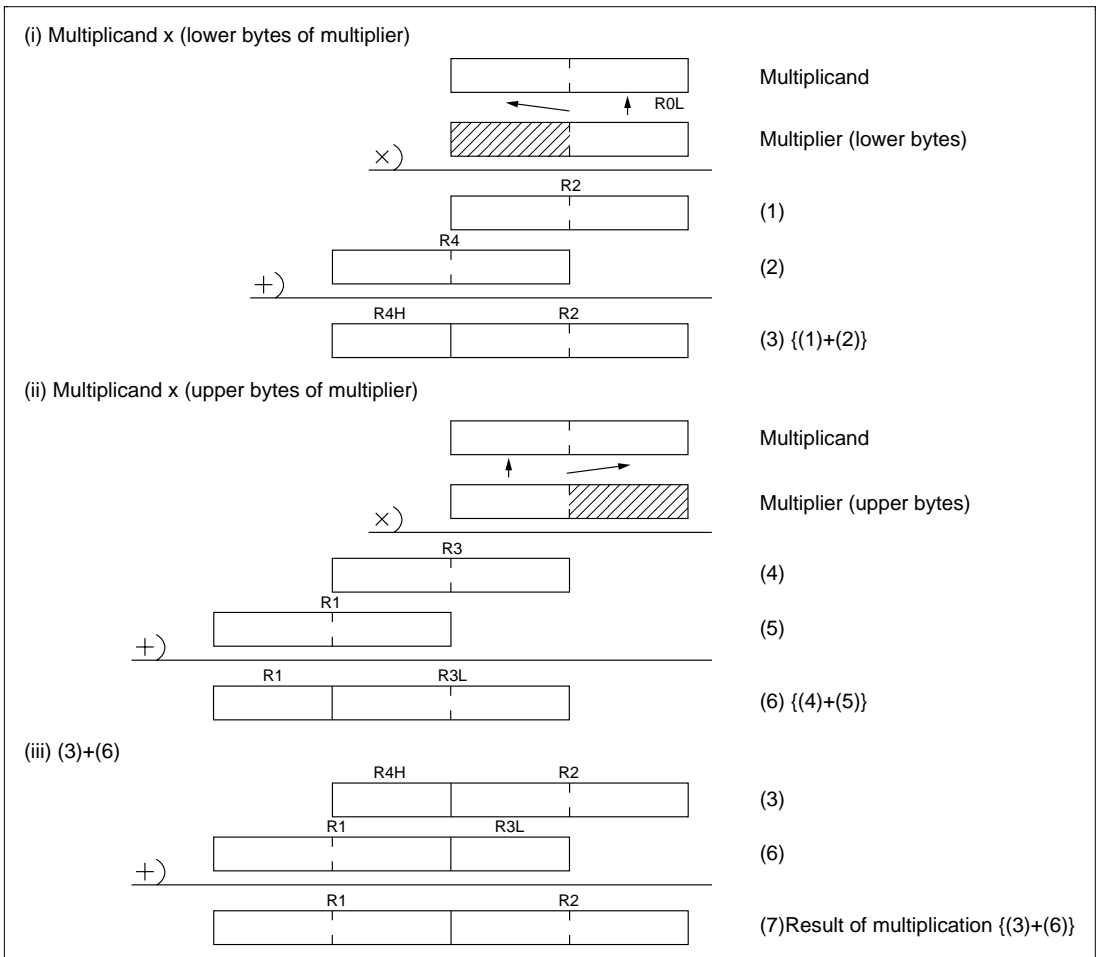 (i) Multiplicand x (lower bytes of multiplier)
Multiplicand
R0L
Multiplier (lower bytes)
×)
R2
(1)
R4
(2)
+)
R4H R2
(3) {(1)+(2)}
(ii) Multiplicand x (upper bytes of multiplier)
Multiplicand
Multiplier (upper bytes)
×)
R3
(4)
R1
(5)
+)
R1 R3L
(6) {(4)+(5)}
(iii) (3)+(6)
R4H R2
(3)
R1 R3L
(6)
+)
R1 R2
(7)Result of multiplication {(3)+(6)}